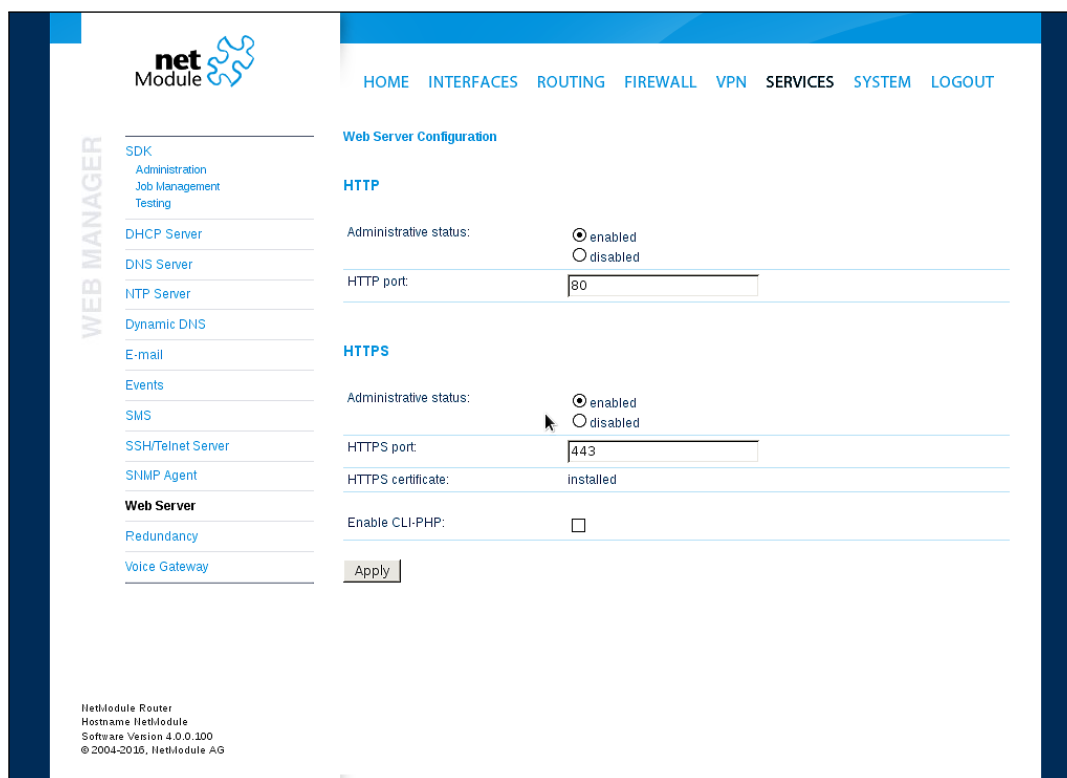 net
Module
HOME INTERFACES ROUTING FIREWALL VPN SERVICES SYSTEM LOGOUT
WEB MANAGER
SDK
Administration
Job Management
Testing
DHCP Server
DNS Server
NTP Server
Dynamic DNS
E-mail
Events
SMS
SSH/Telnet Server
SNMP Agent
Web Server
Redundancy
Voice Gateway
Web Server Configuration
HTTP
Administrative status: enabled
disabled
HTTP port: 80
HTTPS
Administrative status: enabled
disabled
HTTPS port: 443
HTTPS certificate: installed
Enable CLI-PHP:
Apply
NetModule Router
Hostname NetModule
Software Version 4.0.0.100
© 2004-2016, NetModule AG